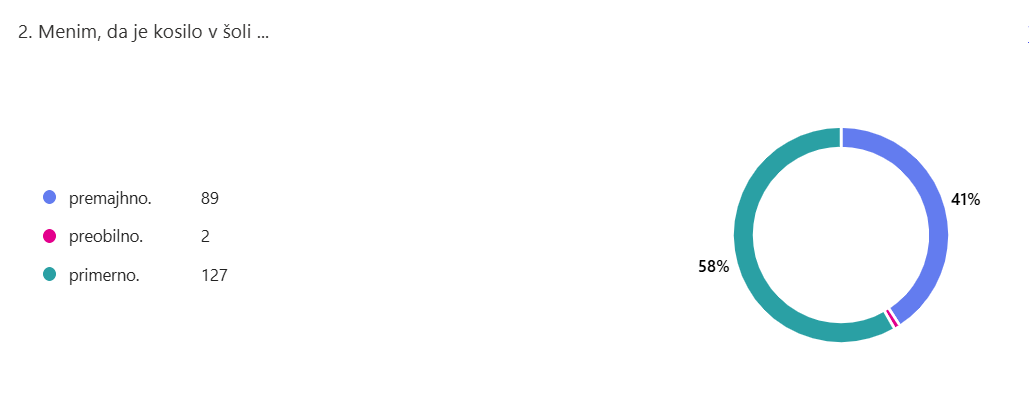 2. Menim, da je kosilo v šoli ...
premajhno. 89
preobilno. 2
primerno. 127
41%
58%